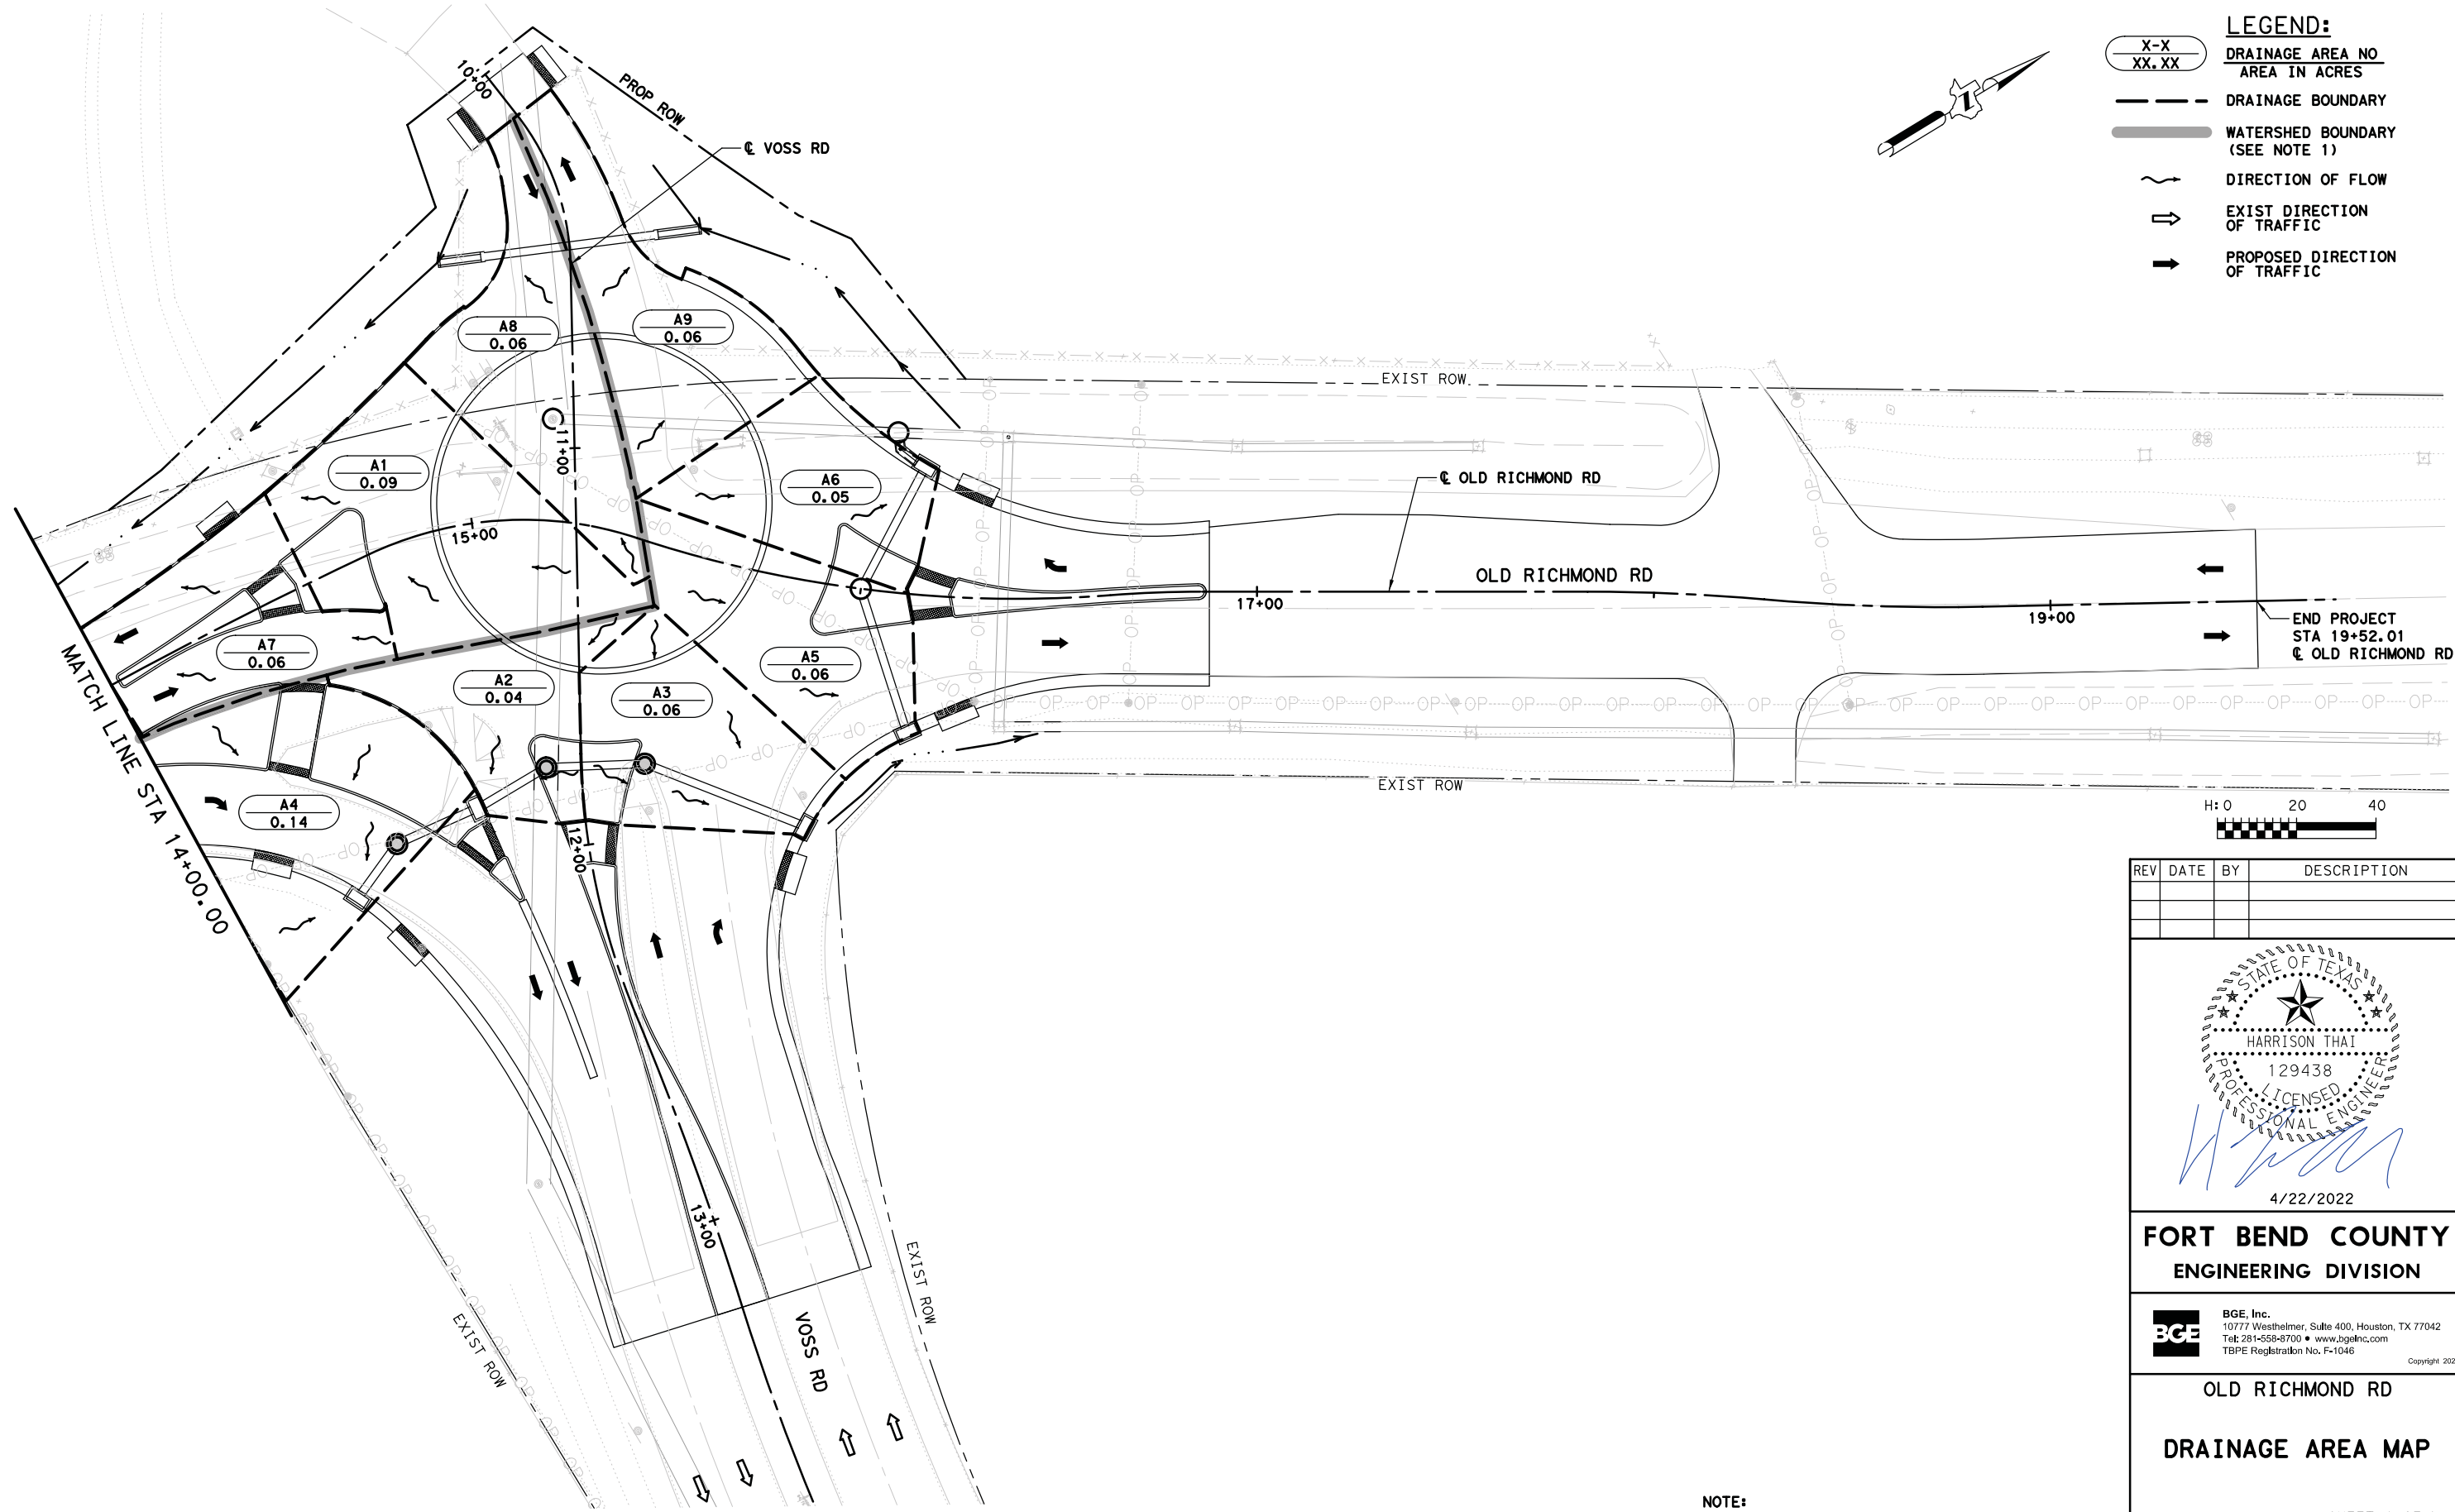 LEGEND:
X-X
XX.XX
DRAINAGE AREA NO
AREA IN ACRES
DRAINAGE BOUNDARY
WATERSHED BOUNDARY
(SEE NOTE 1)
DIRECTION OF FLOW
EXIST DIRECTION
OF TRAFFIC
PROPOSED DIRECTION
OF TRAFFIC
10+00
PROP ROW
℄ VOSS RD
A8
0.06
A9
0.06
EXIST ROW
11+00
A1
0.09
A6
0.05
℄ OLD RICHMOND RD
15+00
OLD RICHMOND RD
17+00
19+00
END PROJECT
STA 19+52.01
℄ OLD RICHMOND RD
A7
0.06
A5
0.06
A2
0.04
A3
0.06
MATCH LINE STA 14+00.00
A4
0.14
EXIST ROW
12+00
13+00
VOSS RD
EXIST ROW
EXIST ROW
H: 0 20 40
REV DATE BY DESCRIPTION
STATE OF TEXAS
HARRISON THAI
129438
LICENSED
PROFESSIONAL ENGINEER
4/22/2022
FORT BEND COUNTY
ENGINEERING DIVISION
BGE
BGE, Inc.
10777 Westheimer, Suite 400, Houston, TX 77042
Tel: 281-558-8700 • www.bgeinc.com
TBPE Registration No. F-1046
Copyright 202
OLD RICHMOND RD
DRAINAGE AREA MAP
NOTE: